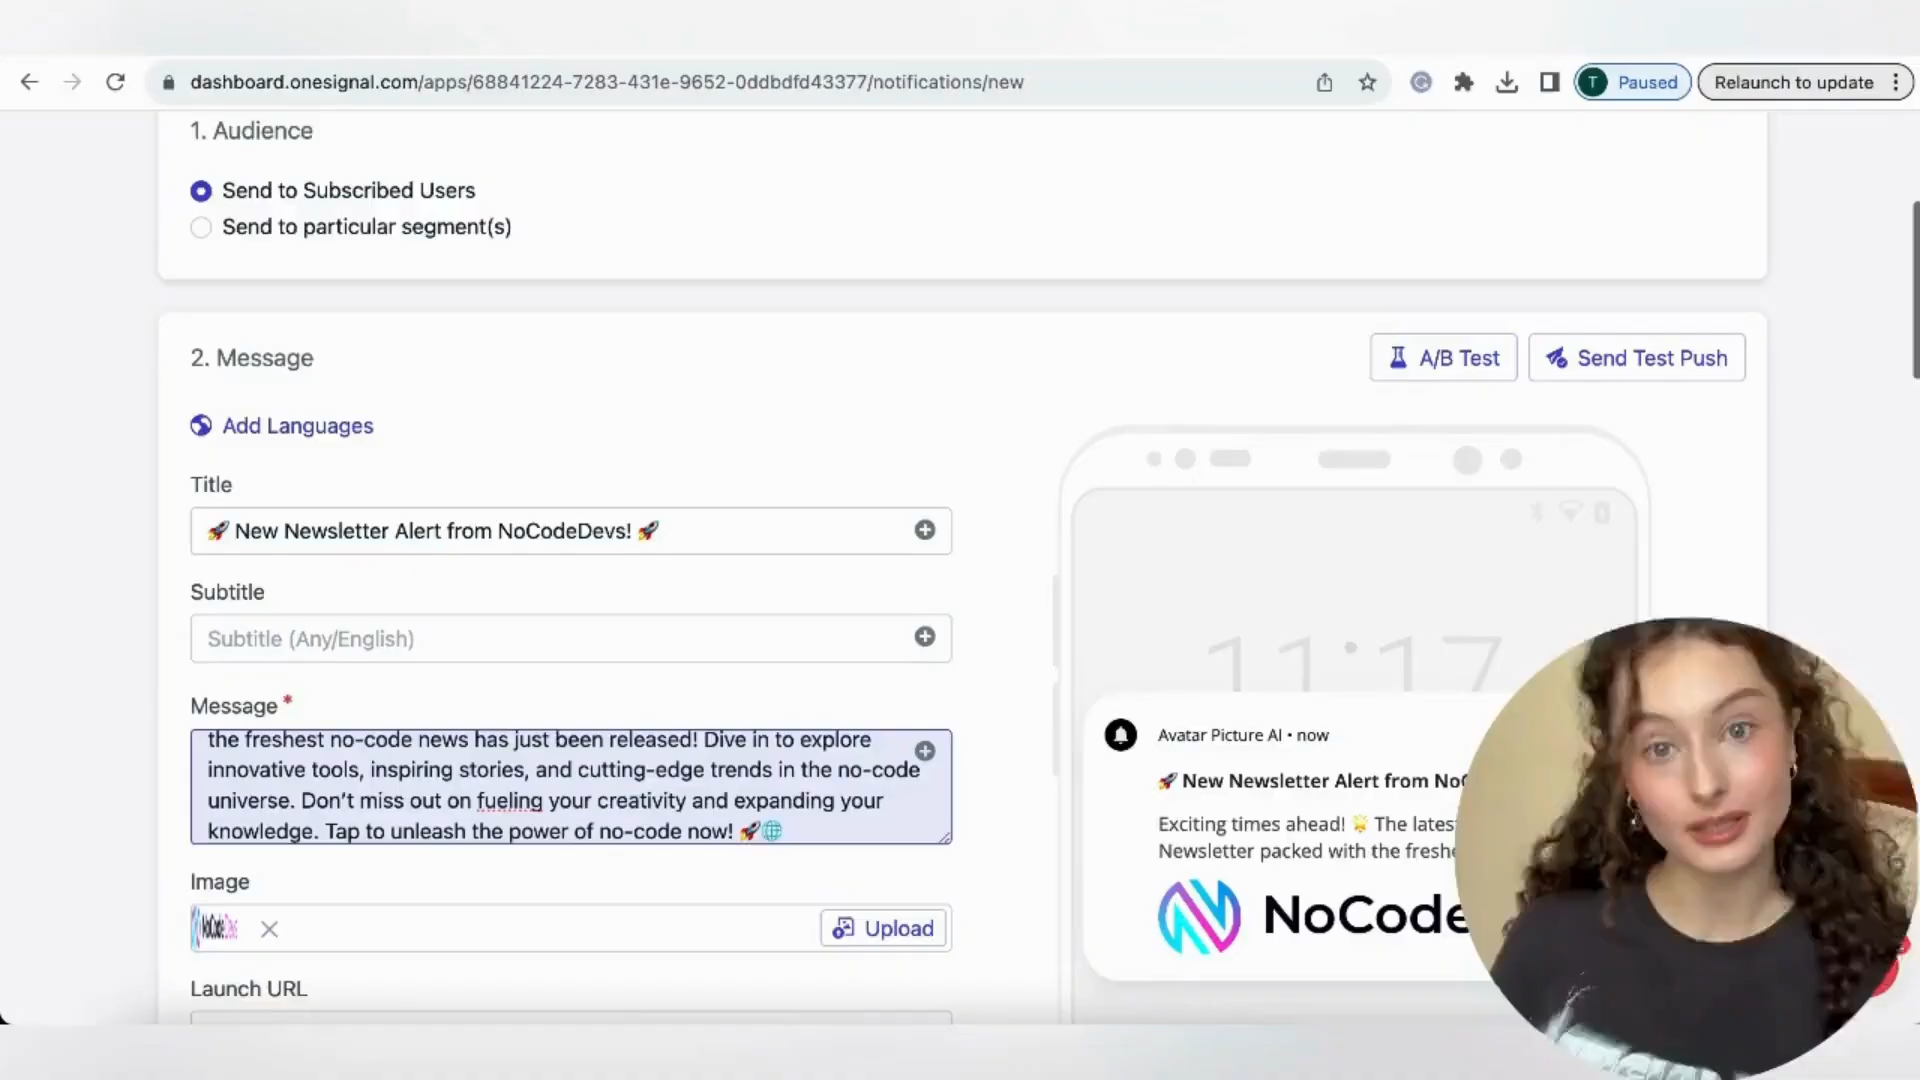 dashboard.onesignal.com/apps/68841224-7283-431e-9652-0ddbdfd43377/notifications/new
T Paused
Relaunch to update
1. Audience
Send to Subscribed Users
Send to particular segment(s)
2. Message
A/B Test
Send Test Push
Add Languages
Title
🚀 New Newsletter Alert from NoCodeDevs! 🚀
Subtitle
Subtitle (Any/English)
Message *
the freshest no-code news has just been released! Dive in to explore
innovative tools, inspiring stories, and cutting-edge trends in the no-code
universe. Don't miss out on fueling your creativity and expanding your
knowledge. Tap to unleash the power of no-code now! 🚀🌐
Image
Upload
Launch URL
11:17
Avatar Picture AI • now
🚀 New Newsletter Alert from No
Exciting times ahead! 🌟 The lates
Newsletter packed with the freshe
NoCode